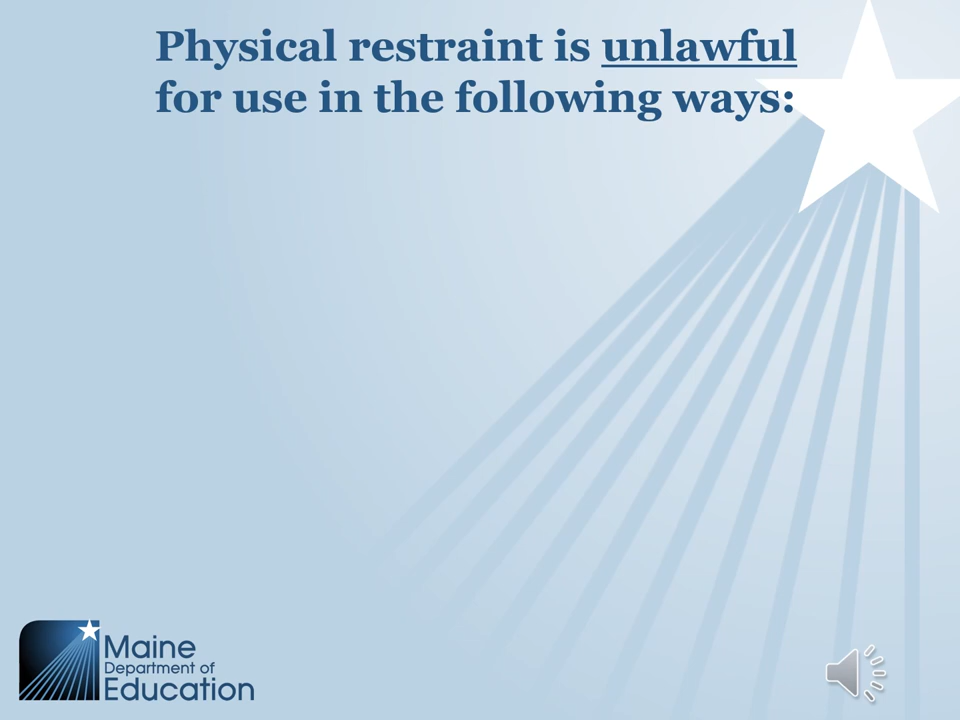 Physical restraint is unlawful
for use in the following ways:
Maine
Department of
Education